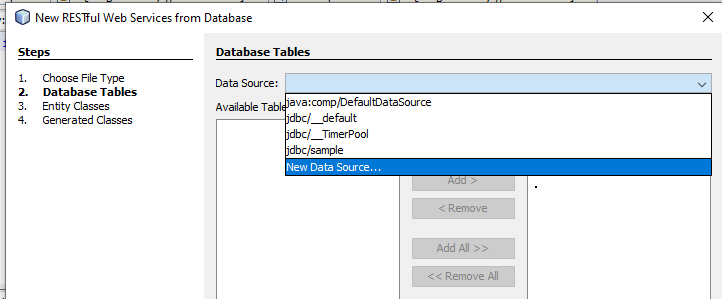 New RESTful Web Services from Database
Steps
1. Choose File Type
2. Database Tables
3. Entity Classes
4. Generated Classes
Database Tables
Data Source:
java:comp/DefaultDataSource
jdbc/__default
jdbc/__TimerPool
jdbc/sample
New Data Source...
Available Table
Add >
< Remove
Add All >>
<< Remove All